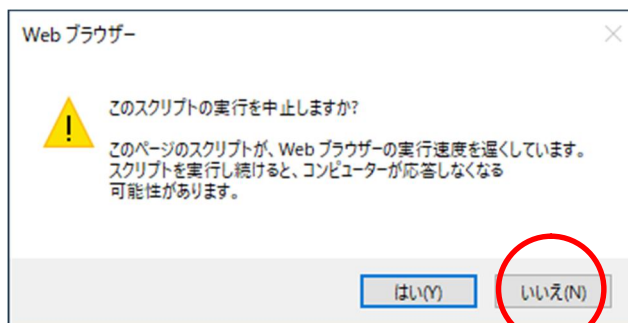 Web ブラウザー
このスクリプトの実行を中止しますか?
このページのスクリプトが、Web ブラウザーの実行速度を遅くしています。
スクリプトを実行し続けると、コンピューターが応答しなくなる
可能性があります。
はい(Y) いいえ(N)